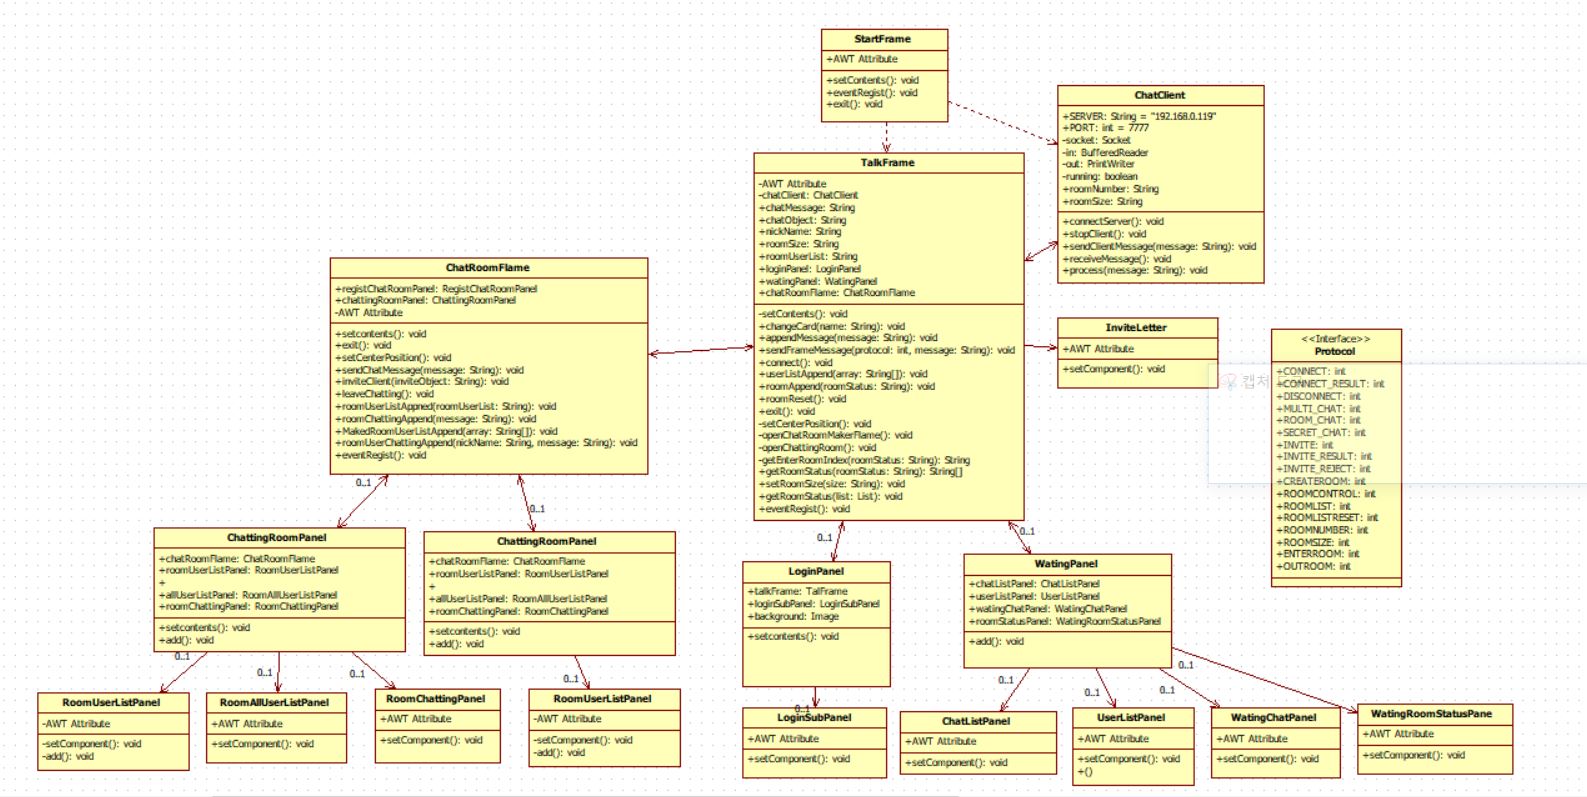 StartFrame
+AWT Attribute
+setContents(): void
+eventRegist(): void
+exit(): void
ChatClient
+SERVER: String = "192.168.0.119"
+PORT: int = 7777
-socket: Socket
-in: BufferedReader
-out: PrintWriter
-running: boolean
+roomNumber: String
+roomSize: String
+connectServer(): void
+stopClient(): void
+sendClientMessage(message: String): void
+receiveMessage(): void
+process(message: String): void
TalkFrame
-AWT Attribute
-chatClient: ChatClient
+chatMessage: String
+chatObject: String
+nickName: String
+roomSize: String
+roomUserList: String
+loginPanel: LoginPanel
+watingPanel: WatingPanel
+chatRoomFlame: ChatRoomFlame
-setContents(): void
+changeCard(name: String): void
+appendMessage(message: String): void
+sendFrameMessage(protocol: int, message: String): void
+connect(): void
+userListAppend(array: String[]): void
+roomAppend(roomStatus: String): void
+roomReset(): void
+exit(): void
-setCenterPosition(): void
-openChatRoomMakerFlame(): void
-openChattingRoom(): void
-getEnterRoomIndex(roomStatus: String): String
+getRoomStatus(roomStatus: String): String[]
+setRoomSize(size: String): void
+getRoomStatus(list: List): void
+eventRegist(): void
ChatRoomFlame
+registChatRoomPanel: RegistChatRoomPanel
+chattingRoomPanel: ChattingRoomPanel
-AWT Attribute
+setcontents(): void
+exit(): void
+setCenterPosition(): void
+sendChatMessage(message: String): void
+inviteClient(inviteObject: String): void
+leaveChatting(): void
+roomUserListAppned(roomUserList: String): void
+roomChattingAppend(message: String): void
+MakedRoomUserListAppend(array: String[]): void
+roomUserChattingAppend(nickName: String, message: String): void
+eventRegist(): void
InviteLetter
+AWT Attribute
+setComponent(): void
<<Interface>>
Protocol
+CONNECT: int
+CONNECT_RESULT: int
+DISCONNECT: int
+MULTI_CHAT: int
+ROOM_CHAT: int
+SECRET_CHAT: int
+INVITE: int
+INVITE_RESULT: int
+INVITE_REJECT: int
+CREATEROOM: int
+ROOMCONTROL: int
+ROOMLIST: int
+ROOMLISTRESET: int
+ROOMNUMBER: int
+ROOMSIZE: int
+ENTERROOM: int
+OUTROOM: int
캡처
0..1
0..1
0..1
0..1
ChattingRoomPanel
+chatRoomFlame: ChatRoomFlame
+roomUserListPanel: RoomUserListPanel
+
+allUserListPanel: RoomAllUserListPanel
+roomChattingPanel: RoomChattingPanel
+setcontents(): void
+add(): void
ChattingRoomPanel
+chatRoomFlame: ChatRoomFlame
+roomUserListPanel: RoomUserListPanel
+
+allUserListPanel: RoomAllUserListPanel
+roomChattingPanel: RoomChattingPanel
+setcontents(): void
+add(): void
LoginPanel
+talkFrame: TalFrame
+loginSubPanel: LoginSubPanel
+background: Image
+setcontents(): void
WatingPanel
+chatListPanel: ChatListPanel
+userListPanel: UserListPanel
+watingChatPanel: WatingChatPanel
+roomStatusPanel: WatingRoomStatusPanel
+add(): void
0..1
0..1
0..1
0..1
0..1
0..1
0..1
0..1
0..1
RoomUserListPanel
-AWT Attribute
-setComponent(): void
-add(): void
RoomAllUserListPanel
+AWT Attribute
+setComponent(): void
RoomChattingPanel
+AWT Attribute
+setComponent(): void
RoomUserListPanel
-AWT Attribute
-setComponent(): void
-add(): void
LoginSubPanel
+AWT Attribute
+setComponent(): void
ChatListPanel
+AWT Attribute
+setComponent(): void
UserListPanel
+AWT Attribute
+setComponent(): void
+()
WatingChatPanel
+AWT Attribute
+setComponent(): void
WatingRoomStatusPane
+AWT Attribute
+setComponent(): void